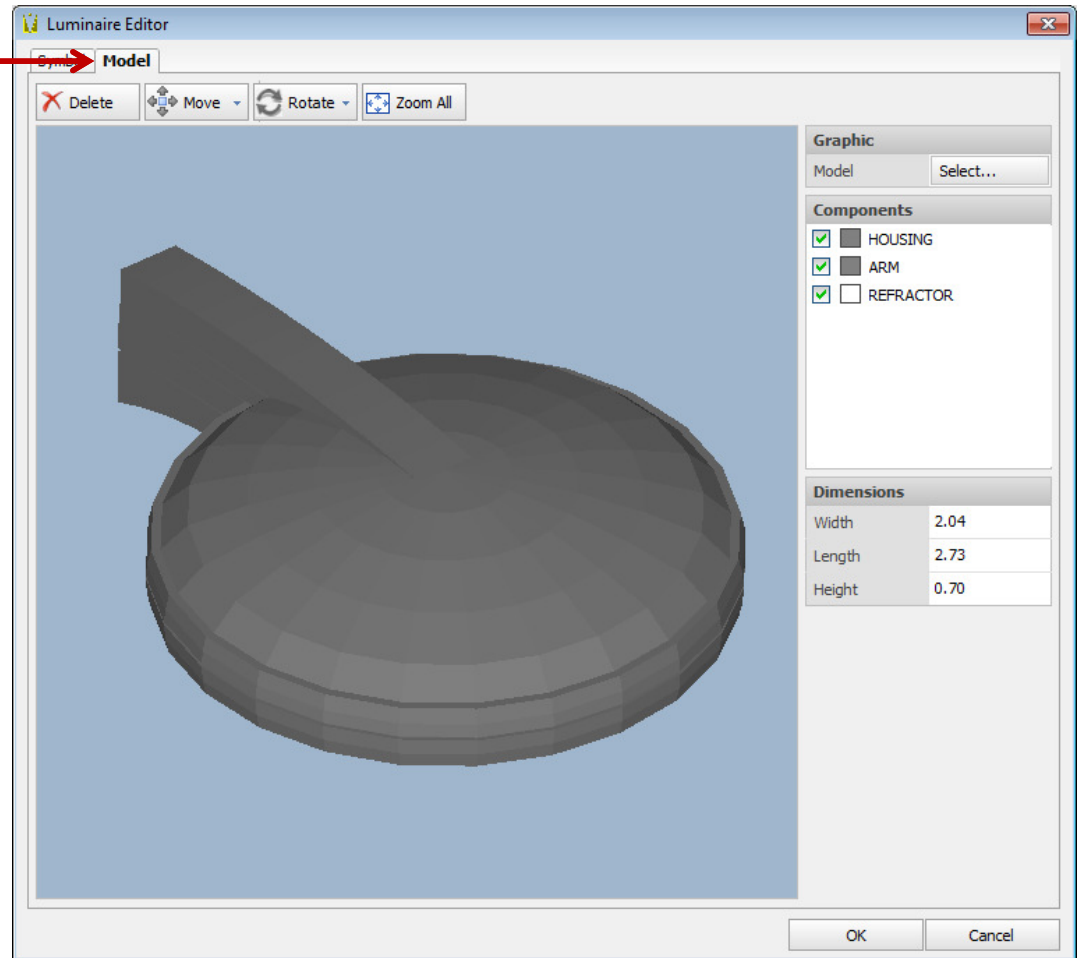 Luminaire Editor
Model
Delete Move Rotate Zoom All
Graphic
Model Select...
Components
HOUSING
ARM
REFRACTOR
Dimensions
Width 2.04
Length 2.73
Height 0.70
OK Cancel